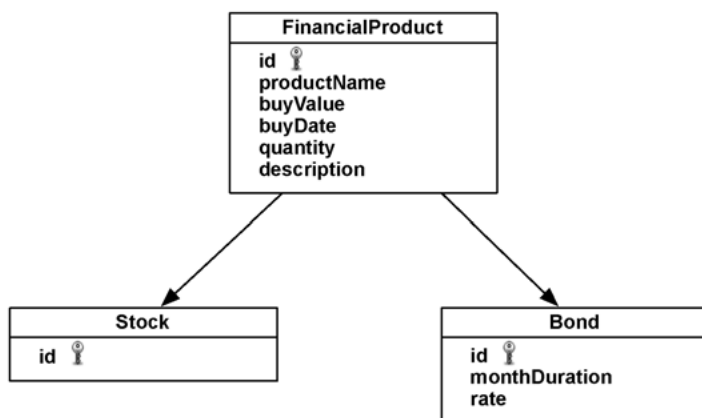 FinancialProduct
id
productName
buyValue
buyDate
quantity
description
Stock
id
Bond
id
monthDuration
rate